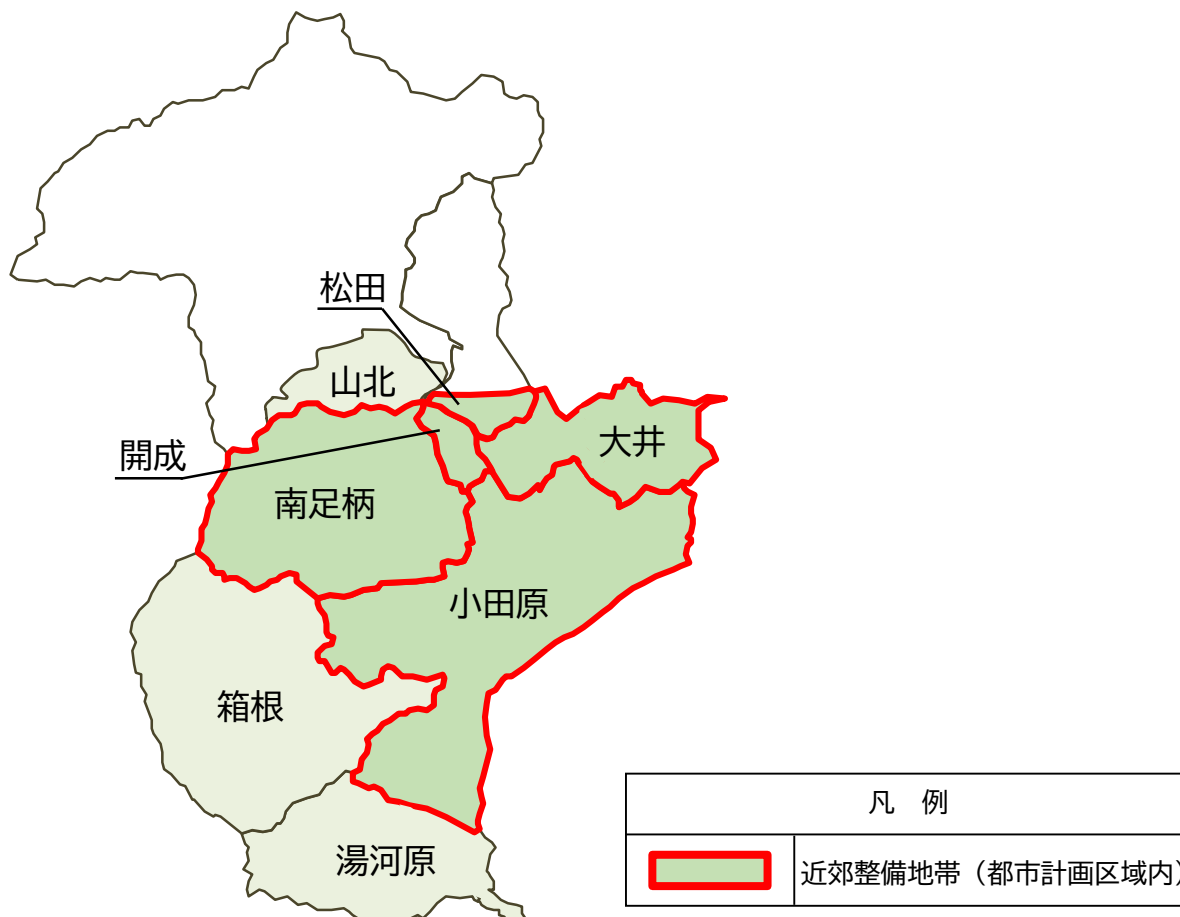 松田
山北
大井
開成
南足柄
小田原
箱根
湯河原
凡 例
近郊整備地帯（都市計画区域内）